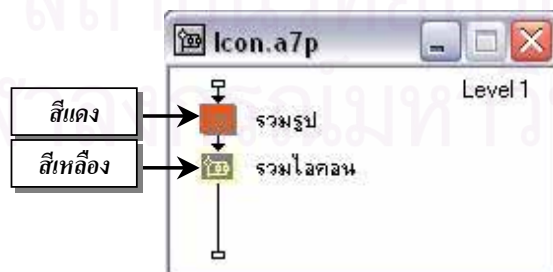 Icon.a7p
Level 1
สีแดง
รวมรูป
สีเหลือง
รวมไอคอน